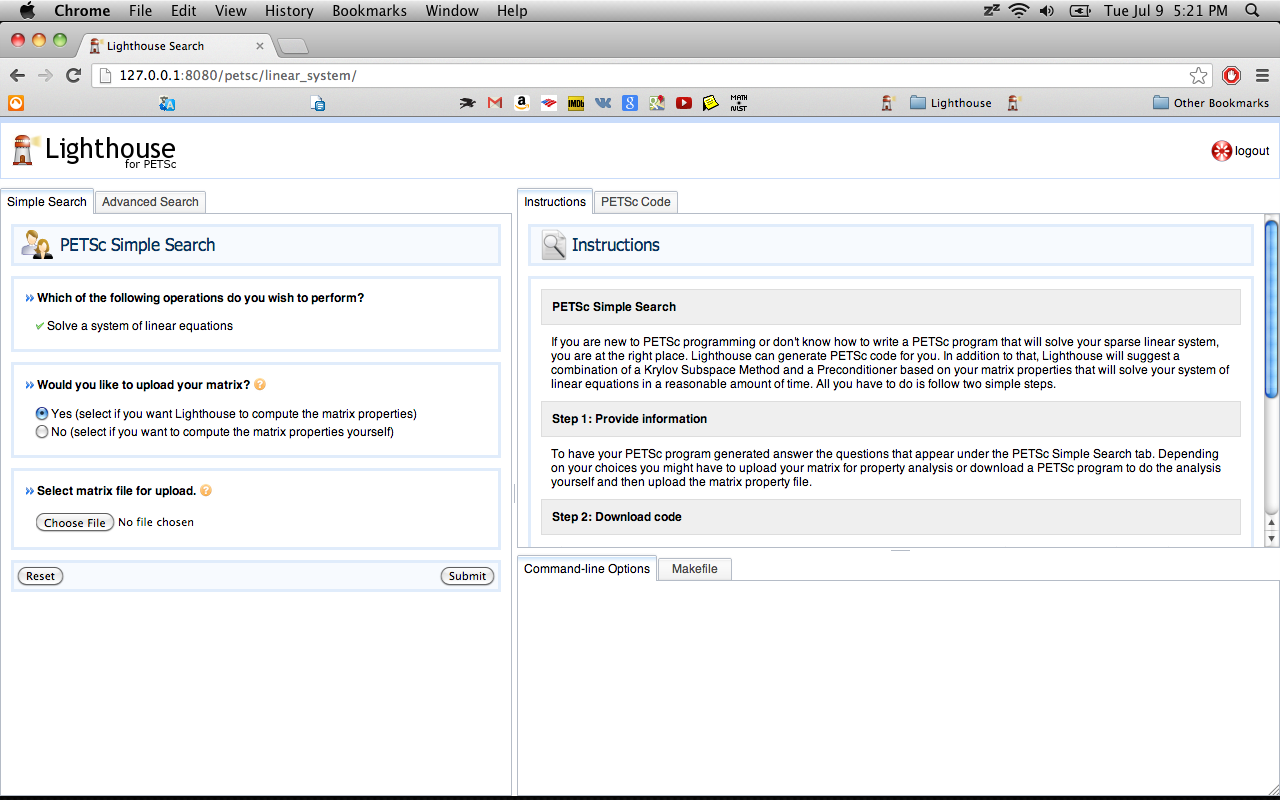 Chrome File Edit View History Bookmarks Window Help Tue Jul 9 5:21 PM
Lighthouse Search
127.0.0.1:8080/petsc/linear_system/
IMDb 8 MATH NIST Lighthouse Other Bookmarks
Lighthouse
for PETSc
logout
Simple Search Advanced Search
PETSc Simple Search
Which of the following operations do you wish to perform?
Solve a system of linear equations
Would you like to upload your matrix? ?
Yes (select if you want Lighthouse to compute the matrix properties)
No (select if you want to compute the matrix properties yourself)
Select matrix file for upload. ?
Choose File No file chosen
Reset Submit
Instructions PETSc Code
Instructions
PETSc Simple Search
If you are new to PETSc programming or don't know how to write a PETSc program that will solve your sparse linear system,
you are at the right place. Lighthouse can generate PETSc code for you. In addition to that, Lighthouse will suggest a
combination of a Krylov Subspace Method and a Preconditioner based on your matrix properties that will solve your system of
linear equations in a reasonable amount of time. All you have to do is follow two simple steps.
Step 1: Provide information
To have your PETSc program generated answer the questions that appear under the PETSc Simple Search tab. Depending
on your choices you might have to upload your matrix for property analysis or download a PETSc program to do the analysis
yourself and then upload the matrix property file.
Step 2: Download code
Command-line Options Makefile